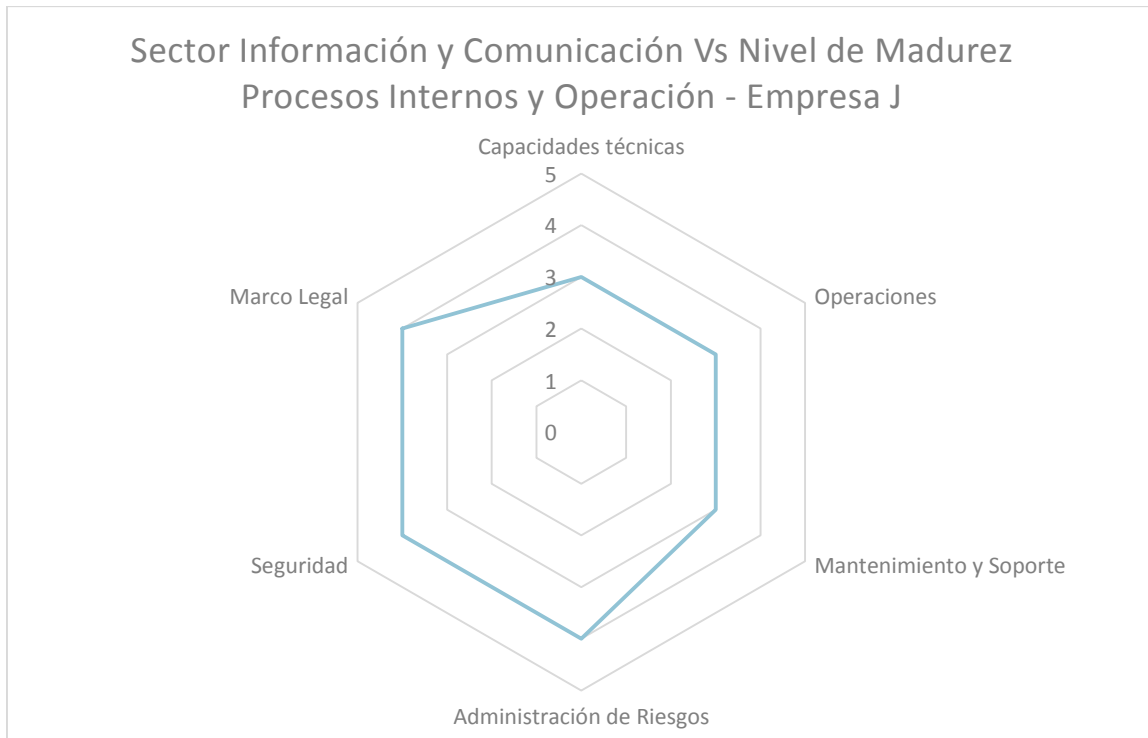 Sector Información y Comunicación Vs Nivel de Madurez
Procesos Internos y Operación - Empresa J
Capacidades técnicas
5
4
3
2
1
0
Operaciones
Mantenimiento y Soporte
Administración de Riesgos
Seguridad
Marco Legal